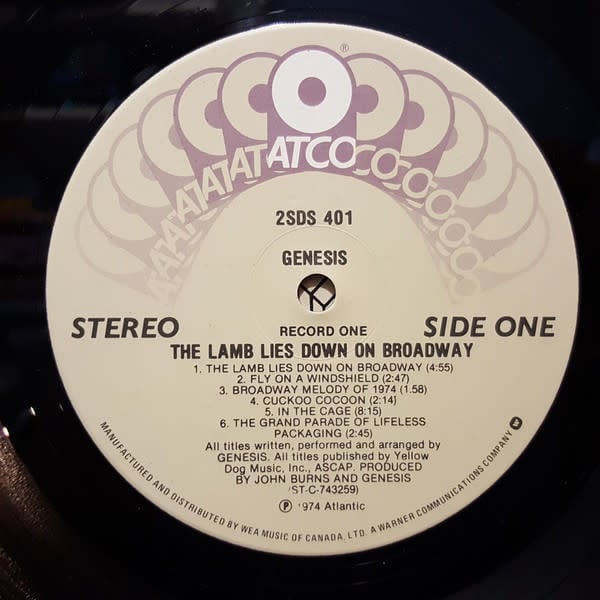 ®
ATATATATATCOCOCOCOCO
2SDS 401
GENESIS
STEREO
RECORD ONE
SIDE ONE
THE LAMB LIES DOWN ON BROADWAY
1. THE LAMB LIES DOWN ON BROADWAY (4:55)
2. FLY ON A WINDSHIELD (2:47)
3. BROADWAY MELODY OF 1974 (1.58)
4. CUCKOO COCOON (2:14)
5. IN THE CAGE (8:15)
6. THE GRAND PARADE OF LIFELESS
PACKAGING (2:45)
All titles written, performed and arranged by
GENESIS. All titles published by Yellow
Dog Music, Inc., ASCAP. PRODUCED
BY JOHN BURNS AND GENESIS
(ST-C-743259)
℗ 1974 Atlantic
MANUFACTURED AND DISTRIBUTED BY WEA MUSIC OF CANADA, LTD. A WARNER COMMUNICATIONS COMPANY